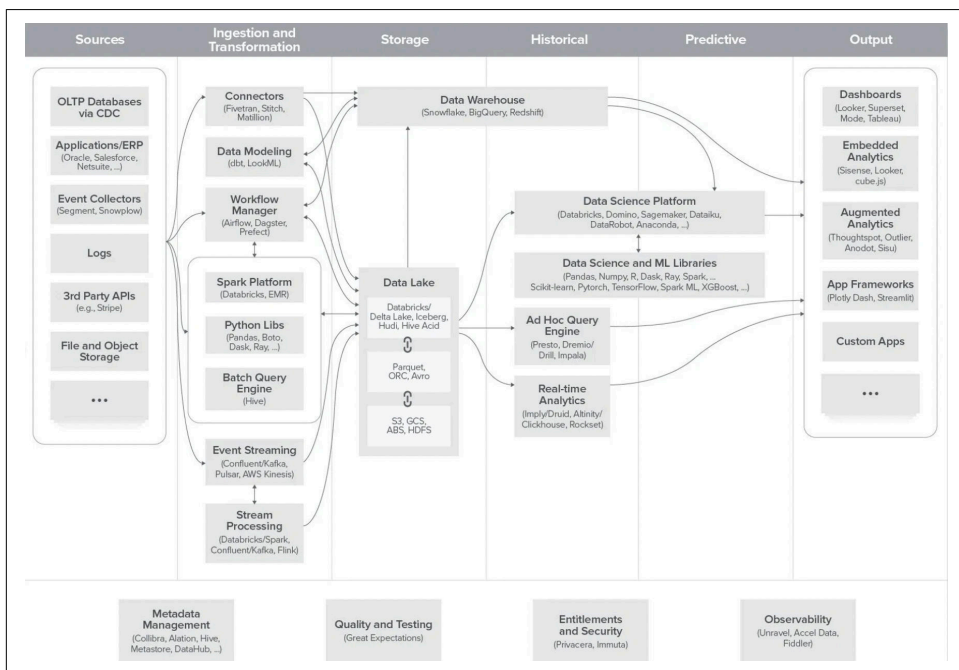 Sources
Ingestion and
Transformation
Storage
Historical
Predictive
Output
OLTP Databases
via CDC
Applications/ERP
(Oracle, Salesforce,
Netsuite, ...)
Event Collectors
(Segment, Snowplow)
Logs
3rd Party APIs
(e.g., Stripe)
File and Object
Storage
...
Connectors
(Fivetran, Stitch,
Matillion)
Data Modeling
(dbt, LookML)
Workflow
Manager
(Airflow, Dagster,
Prefect)
Spark Platform
(Databricks, EMR)
Python Libs
(Pandas, Boto,
Dask, Ray, ...)
Batch Query
Engine
(Hive)
Event Streaming
(Confluent/Kafka,
Pulsar, AWS Kinesis)
Stream
Processing
(Databricks/Spark,
Confluent/Kafka, Flink)
Data Warehouse
(Snowflake, BigQuery, Redshift)
Data Lake
Databricks/
Delta Lake, Iceberg,
Hudi, Hive Acid
Parquet,
ORC, Avro
S3, GCS,
ABS, HDFS
Data Science Platform
(Databricks, Domino, Sagemaker, Dataiku,
DataRobot, Anaconda, ...)
Data Science and ML Libraries
(Pandas, Numpy, R, Dask, Ray, Spark, ...
Scikit-learn, Pytorch, TensorFlow, Spark ML, XGBoost, ...)
Ad Hoc Query
Engine
(Presto, Dremio/
Drill, Impala)
Real-time
Analytics
(Imply/Druid, Altinity/
Clickhouse, Rockset)
Dashboards
(Looker, Superset,
Mode, Tableau)
Embedded
Analytics
(Sisense, Looker,
cube.js)
Augmented
Analytics
(Thoughtspot, Outlier,
Anodot, Sisu)
App Frameworks
(Plotly Dash, Streamlit)
Custom Apps
...
Metadata
Management
(Collibra, Alation, Hive,
Metastore, DataHub, ...)
Quality and Testing
(Great Expectations)
Entitlements
and Security
(Privacera, Immuta)
Observability
(Unravel, Accel Data,
Fiddler)